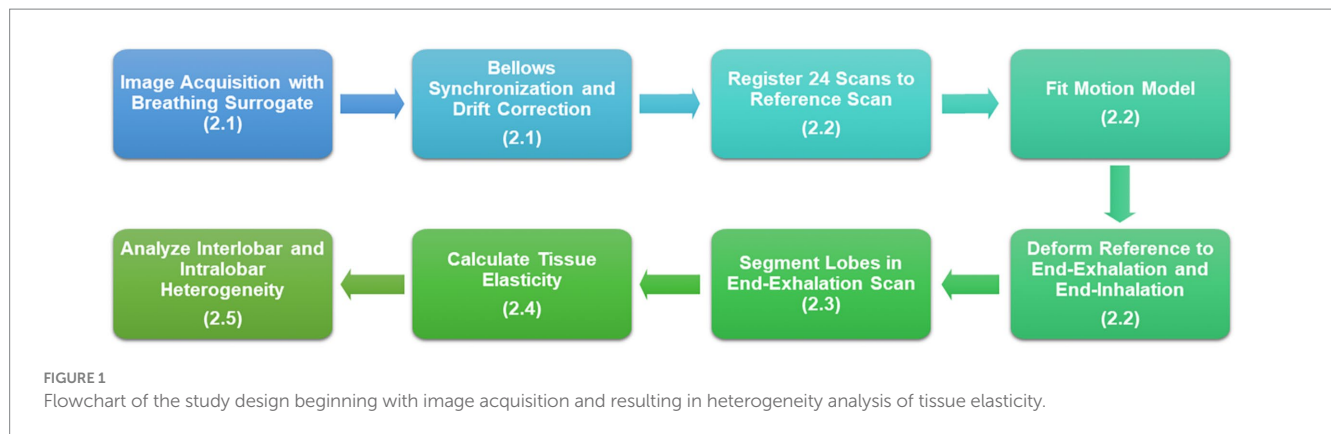 Image Acquisition with
Breathing Surrogate
(2.1)
Bellows
Synchronization and
Drift Correction
(2.1)
Register 24 Scans to
Reference Scan
(2.2)
Fit Motion Model
(2.2)
Deform Reference to
End-Exhalation and
End-Inhalation
(2.2)
Segment Lobes in
End-Exhalation Scan
(2.3)
Calculate Tissue
Elasticity
(2.4)
Analyze Interlobar and
Intralobar
Heterogeneity
(2.5)
FIGURE 1
Flowchart of the study design beginning with image acquisition and resulting in heterogeneity analysis of tissue elasticity.